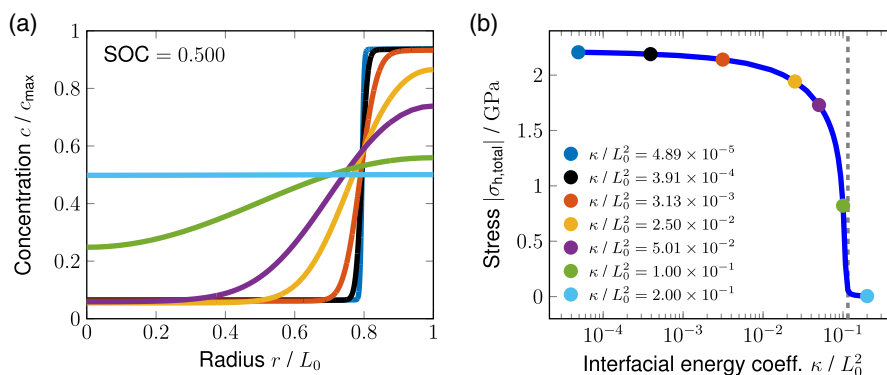 (a)
SOC = 0.500
Concentration c / c_max
1
0.8
0.6
0.4
0.2
0
0
0.2
0.4
0.6
0.8
1
Radius r / L_0
(b)
Stress |σ_h,total| / GPa
2
1.5
1
0.5
0
κ / L_0^2 = 4.89 × 10^-5
κ / L_0^2 = 3.91 × 10^-4
κ / L_0^2 = 3.13 × 10^-3
κ / L_0^2 = 2.50 × 10^-2
κ / L_0^2 = 5.01 × 10^-2
κ / L_0^2 = 1.00 × 10^-1
κ / L_0^2 = 2.00 × 10^-1
10^-4
10^-3
10^-2
10^-1
Interfacial energy coeff. κ / L_0^2